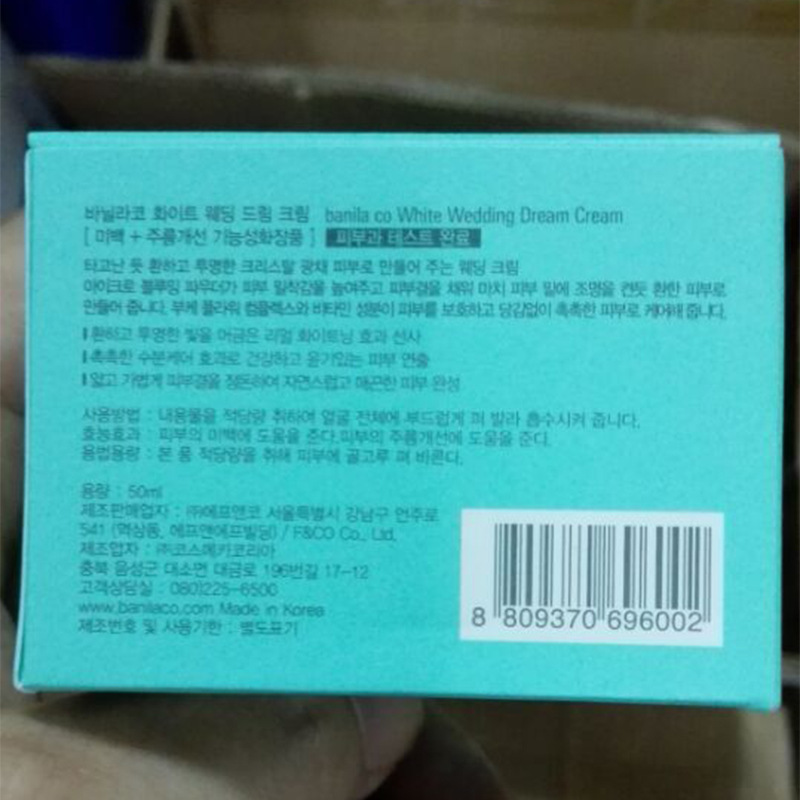 바닐라코 화이트 웨딩 드림 크림 banila co White Wedding Dream Cream
[ 미백 + 주름개선 기능성화장품 ] 피부과 테스트 완료
타고난 듯 환하고 투명한 크리스탈 광채 피부로 만들어 주는 웨딩 크림
마이크로 블루밍 파우더가 피부 밀착감을 높여주고 피부결을 채워 마치 피부 밑에 조명을 켠듯 환한 피부로
만들어 줍니다. 부케 플라워 컴플렉스와 비타민 성분이 피부를 보호하고 당김없이 촉촉한 피부로 케어해 줍니다.
환하고 투명한 빛을 머금은 리얼 화이트닝 효과 선사
촉촉한 수분케어 효과로 건강하고 윤기있는 피부 연출
얇고 가볍게 피부결을 정돈하여 자연스럽고 매끈한 피부 완성
사용방법 : 내용물을 적당량 취하여 얼굴 전체에 부드럽게 펴 발라 흡수시켜 줍니다.
효능효과 : 피부의 미백에 도움을 준다.피부의 주름개선에 도움을 준다.
용법용량 : 본 품 적당량을 취해 피부에 골고루 펴 바른다.
용량 : 50ml
제조판매업자 : ㈜에프앤코 서울특별시 강남구 언주로
541 (역삼동, 에프앤에프빌딩) / F&CO Co., Ltd.
제조업자 : ㈜코스메카코리아
충북 음성군 대소면 대금로 196번길 17-12
고객상담실 : 080)225-6500
www.banilaco.com Made in Korea
제조번호 및 사용기한 : 별도표기
8 809370 696002